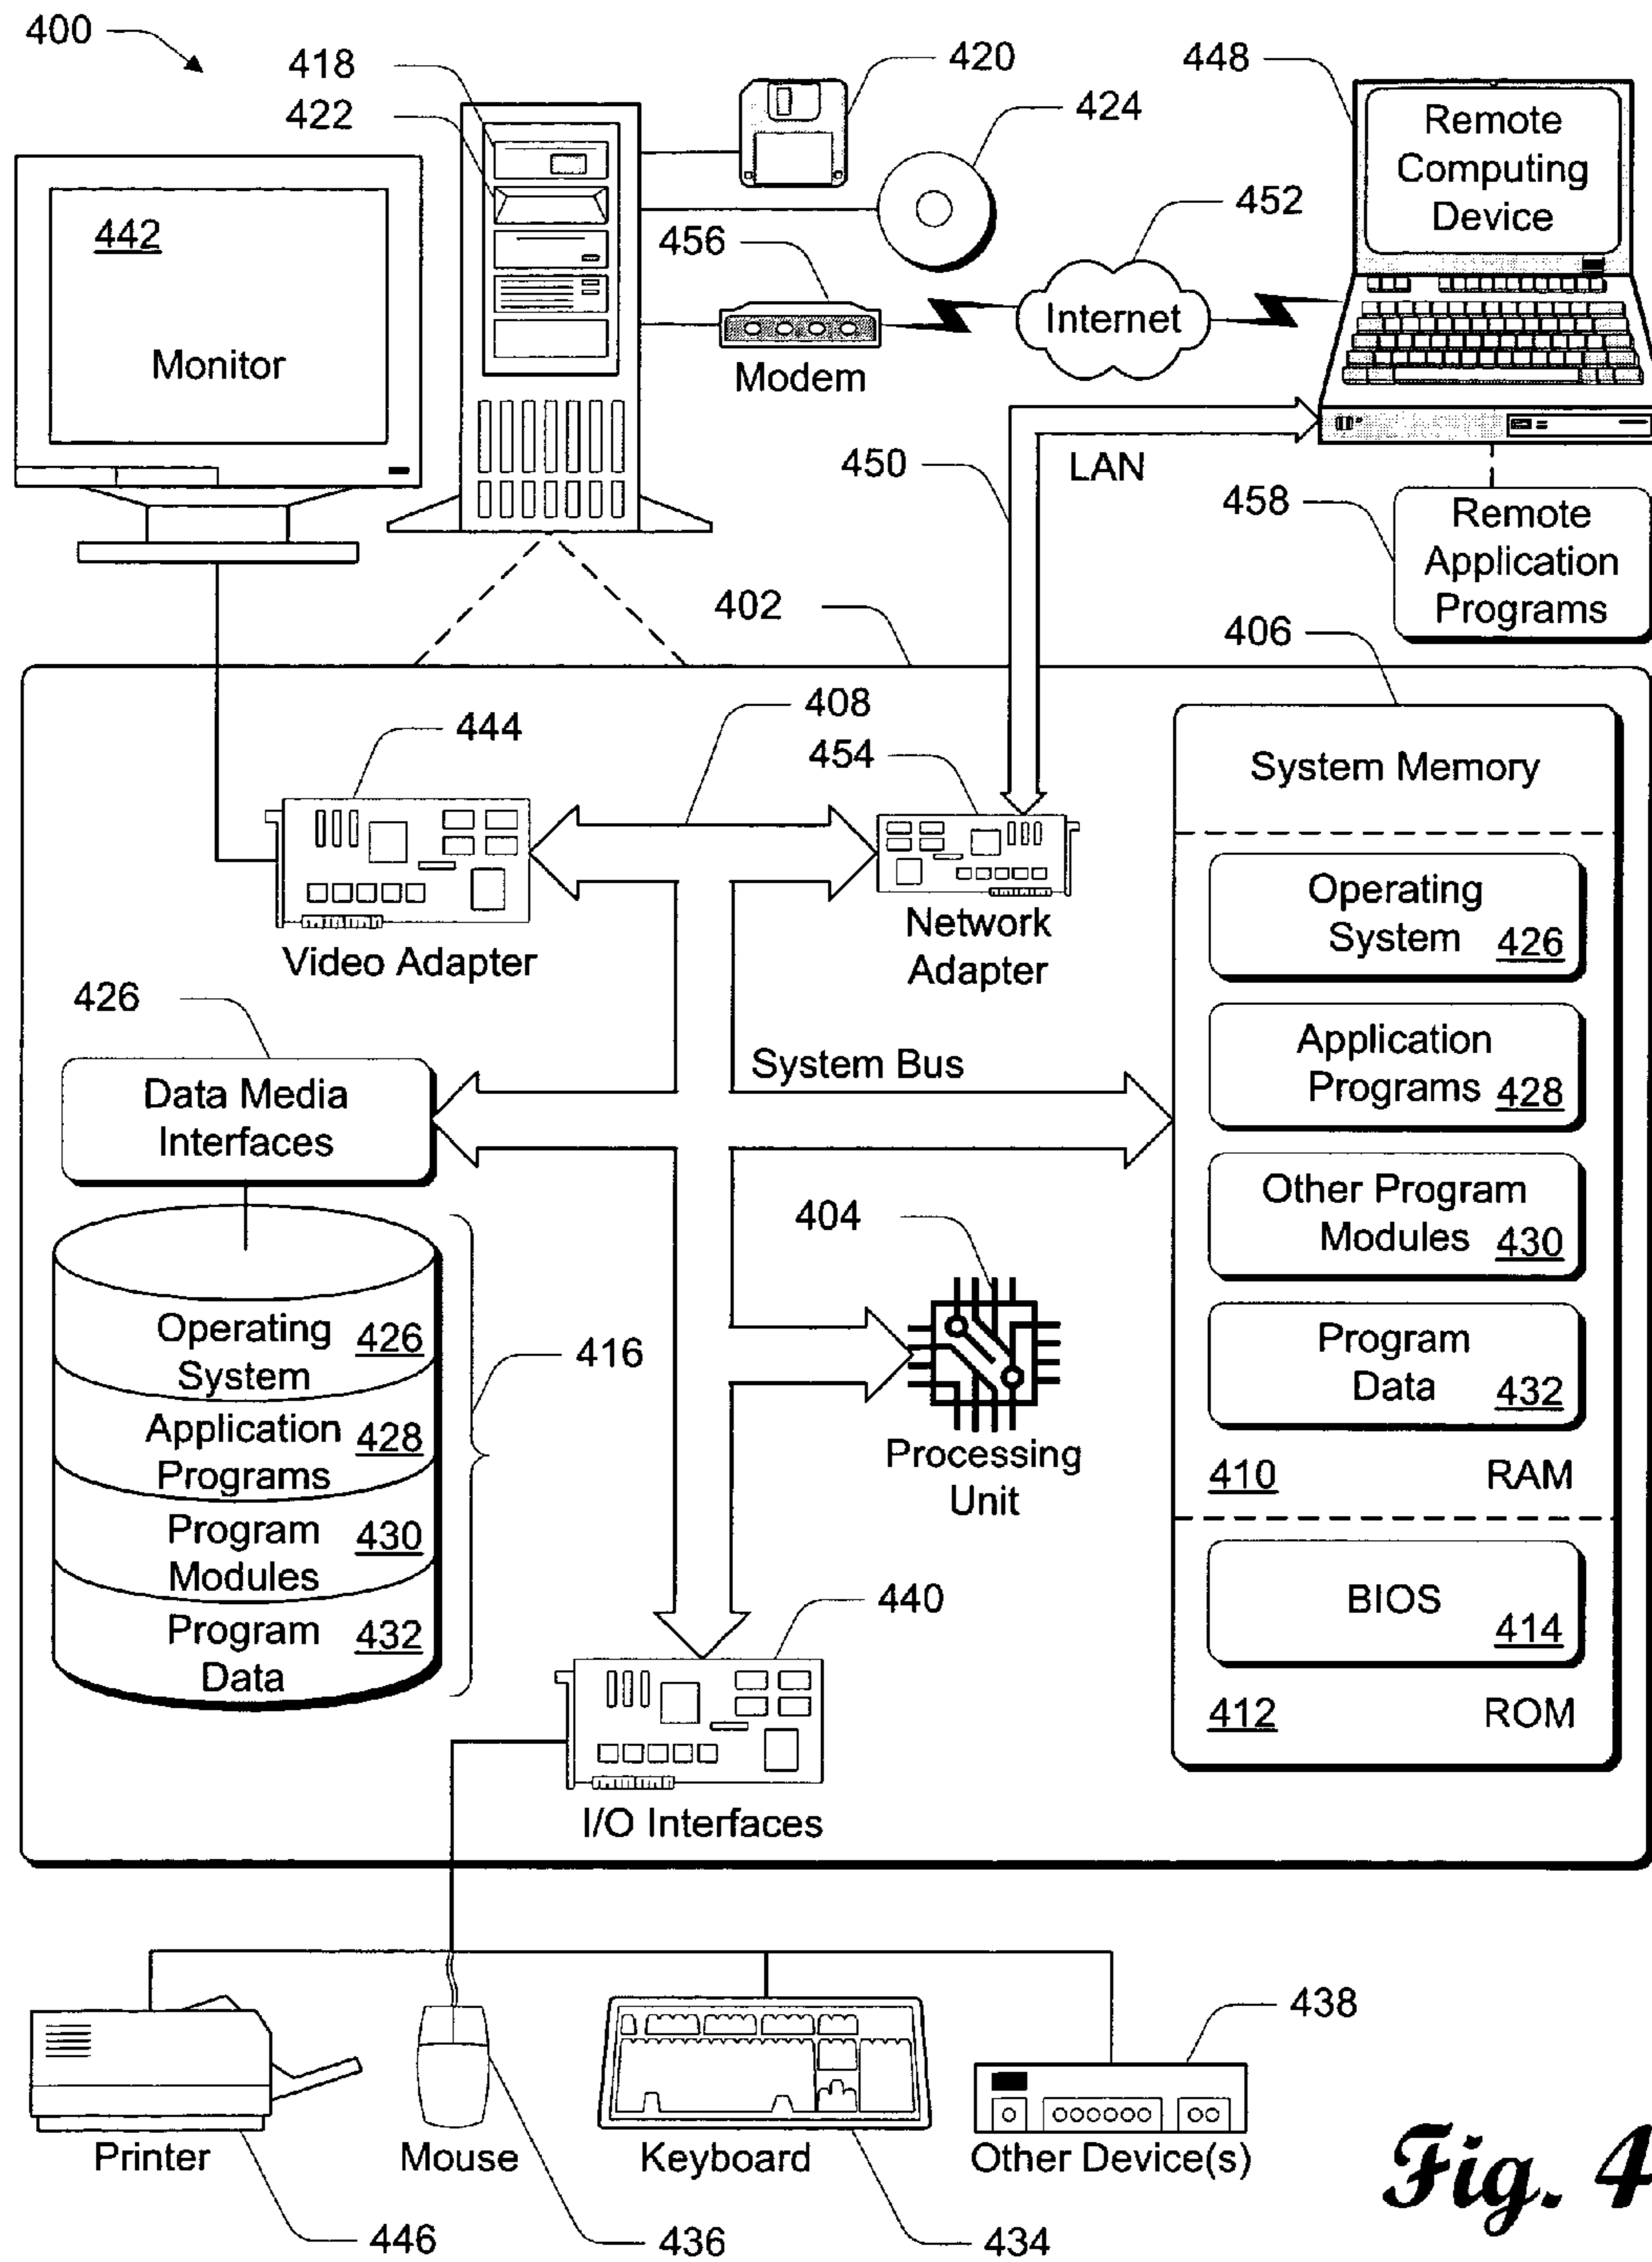 400
418
420
448
422
424
Remote
Computing
Device
442
456
452
Monitor
Internet
Modem
450
LAN
458
Remote
Application
Programs
402
406
408
444
454
System Memory
Operating
System 426
Video Adapter
Network
Adapter
426
Application
Programs 428
System Bus
Data Media
Interfaces
Other Program
Modules 430
404
Operating
System 426
416
Program
Data 432
Application
Programs 428
Processing
Unit
410 RAM
Program
Modules 430
440
BIOS
414
Program
Data 432
412 ROM
I/O Interfaces
438
Printer
Mouse
Keyboard
Other Device(s)
446
436
434
Fig. 4